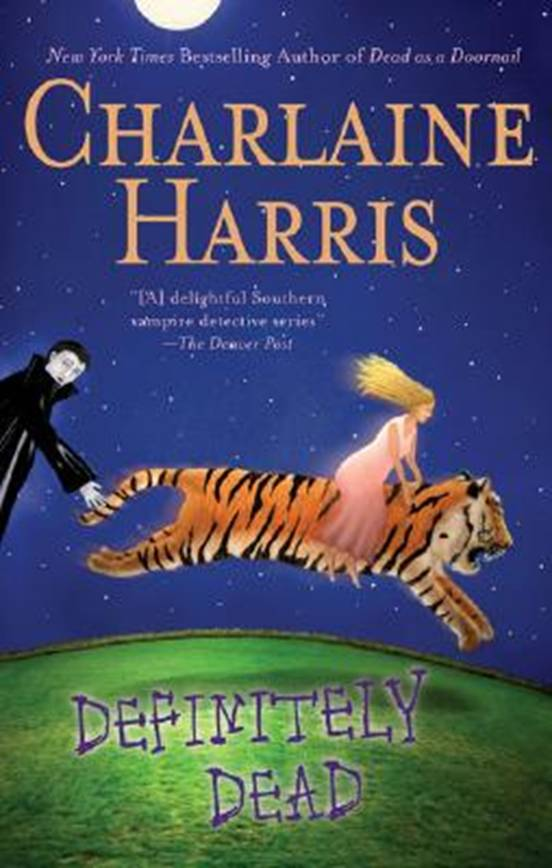 New York Times Bestselling Author of Dead as a Doornail
CHARLAINE
HARRIS
"[A] delightful Southern
vampire detective series"
—The Denver Post
DEFINITELY
DEAD